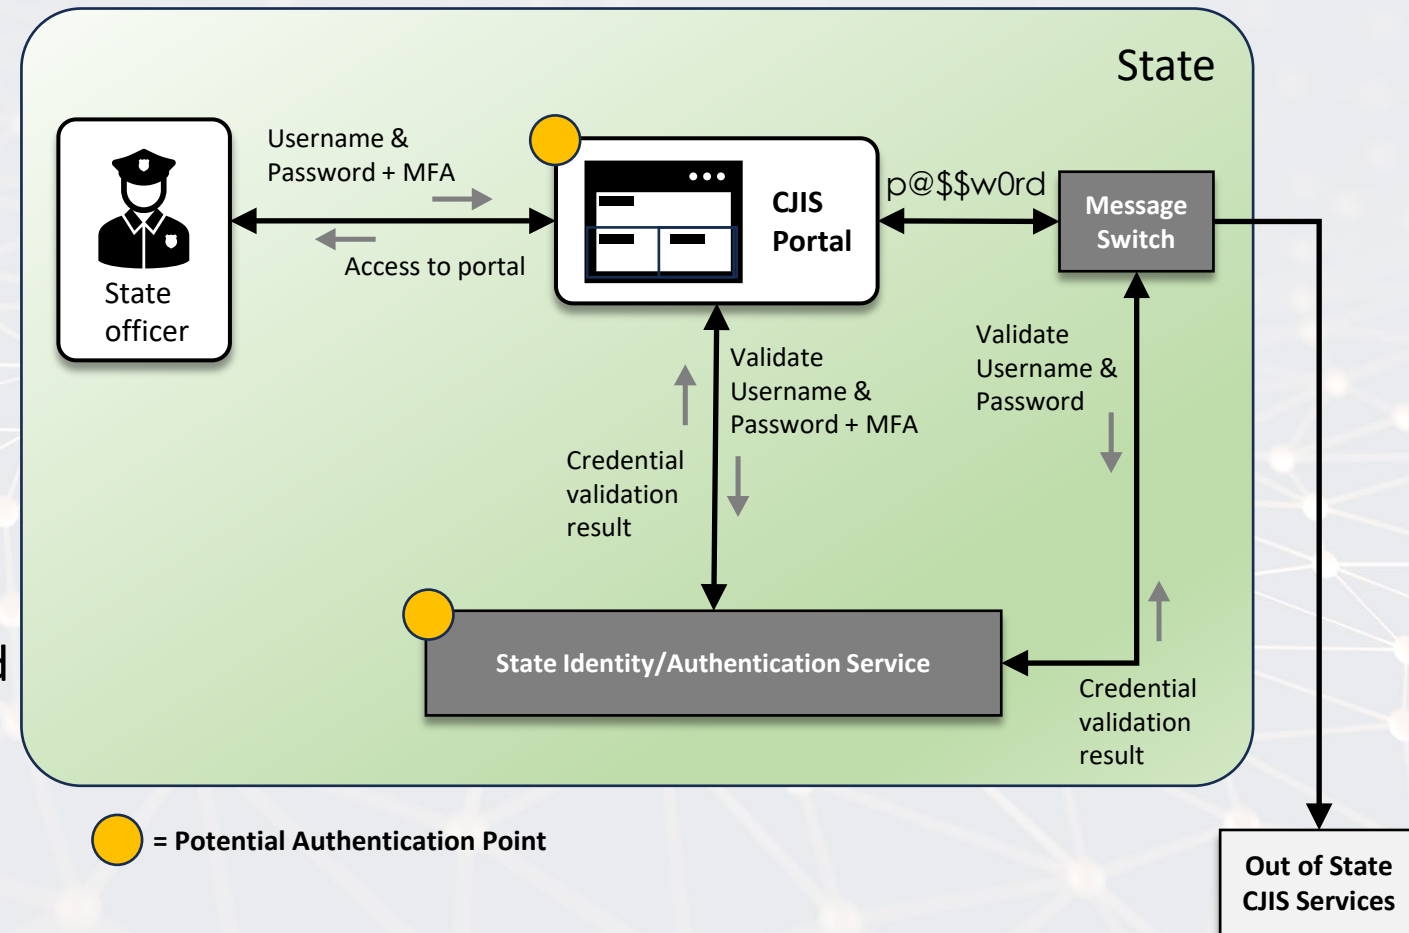 State
Username &
Password + MFA
Access to portal
State
officer
CJIS
Portal
p@$$w0rd
Message
Switch
Validate
Username &
Password + MFA
Credential
validation
result
Validate
Username &
Password
State Identity/Authentication Service
Credential
validation
result
d
= Potential Authentication Point
Out of State
CJIS Services